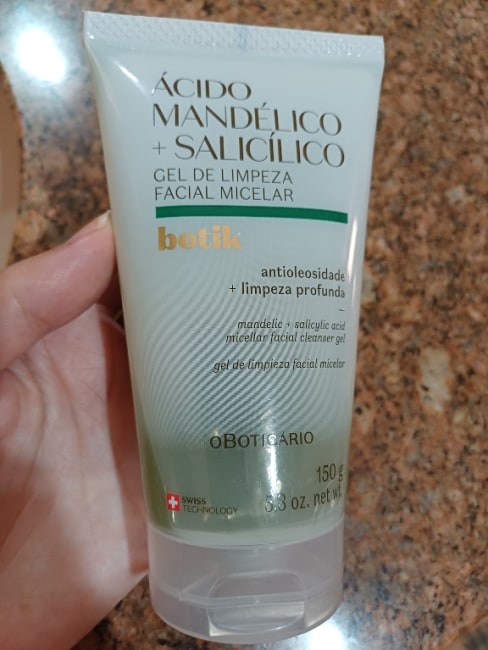 ÁCIDO
MANDÉLICO
+ SALICÍLICO
GEL DE LIMPEZA
FACIAL MICELAR
botik
antioleosidade
+ limpeza profunda
mandelic + salicylic acid
micellar facial cleanser gel
gel de limpieza facial micelar
oBOTICÁRIO
150 g
5.3 oz. net wt.
SWISS
TECHNOLOGY